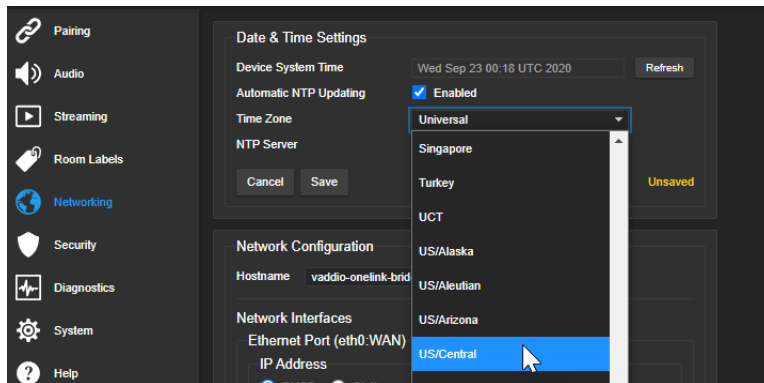 Pairing
Audio
Streaming
Room Labels
Networking
Security
Diagnostics
System
Help
Date & Time Settings
Device System Time Wed Sep 23 00:18 UTC 2020 Refresh
Automatic NTP Updating Enabled
Time Zone Universal
NTP Server
Singapore
Turkey
UCT
US/Alaska
US/Aleutian
US/Arizona
US/Central
Cancel Save Unsaved
Network Configuration
Hostname vaddio-onelink-brid
Network Interfaces
Ethernet Port (eth0:WAN)
IP Address